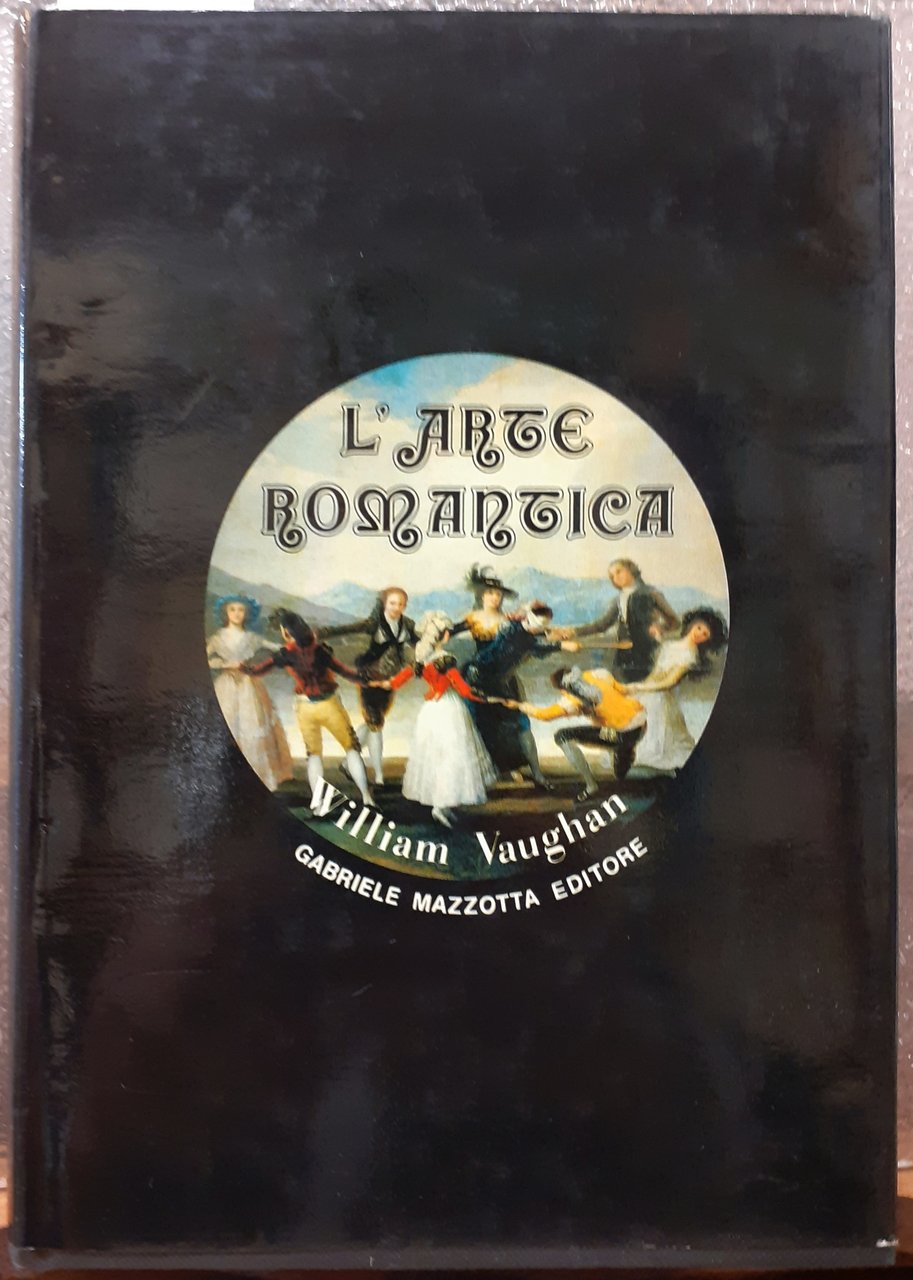 L'ARTE
ROMANTICA
William Vaughan
GABRIELE MAZZOTTA EDITORE